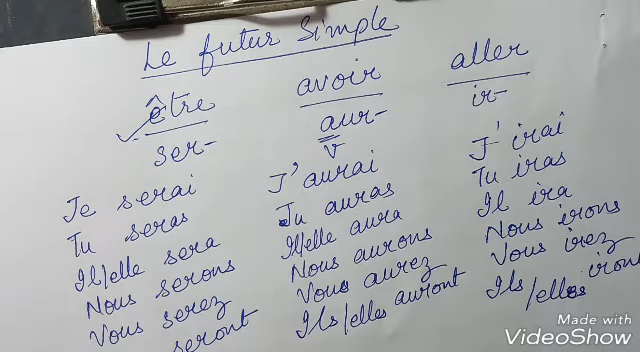 Le futur Simple
être avoir aller
ser- aur- ir-
v
Je serai J'aurai J'irai
Tu seras Tu auras Tu iras
Il/elle sera Il/elle aura Il ira
Nous serons Nous aurons Nous irons
Vous serez Vous aurez Vous irez
seront Ils/elles auront Ils/elles iront
Made with
VideoShow